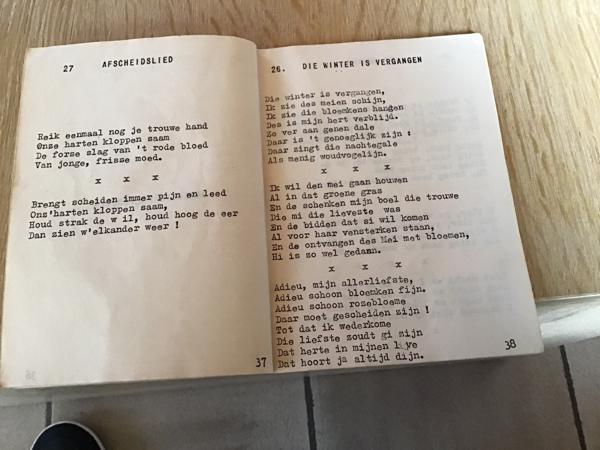 27 AFSCHEIDSLIED
Reik eenmaal nog je trouwe hand
Onze harten kloppen saam
De forse slag van 't rode bloed
Van jonge, frisse moed.
x x x
Brengt scheiden immer pijn en leed
Ons'harten kloppen saam,
Houd strak de w il, houd hoog de eer
Dan zien w'elkander weer !
37
26. DIE WINTER IS VERGANGEN
Die winter is vergangen,
Ik zie des meien schijn,
Ik zie die bloemkens hangen
Des is mijn hert verblijd.
Zo ver aan genen dale
Daar is 't genoeglijk zijn :
Daar zingt die nachtegale
Als menig woudvogelijn.
x x x
Ik wil den mei gaan houwen
Al in dat groene gras
En de schenken mijn boel die trouwe
Die mi die lieveste was
En de bidden dat si wil komen
Al voor haar vensterken staan,
En de ontvangen des Mei met bloemen,
Hi is zo wel gedann.
x x x
Adieu, mijn allerliefste,
Adieu schoon bloemken fijn.
Adieu schoon rozebloeme
Daar moet gescheiden zijn !
Tot dat ik wederkome
Die liefste zoudt gi zijn
Dat herte in mijnen
Dat hoort ja altijd dijn.
38